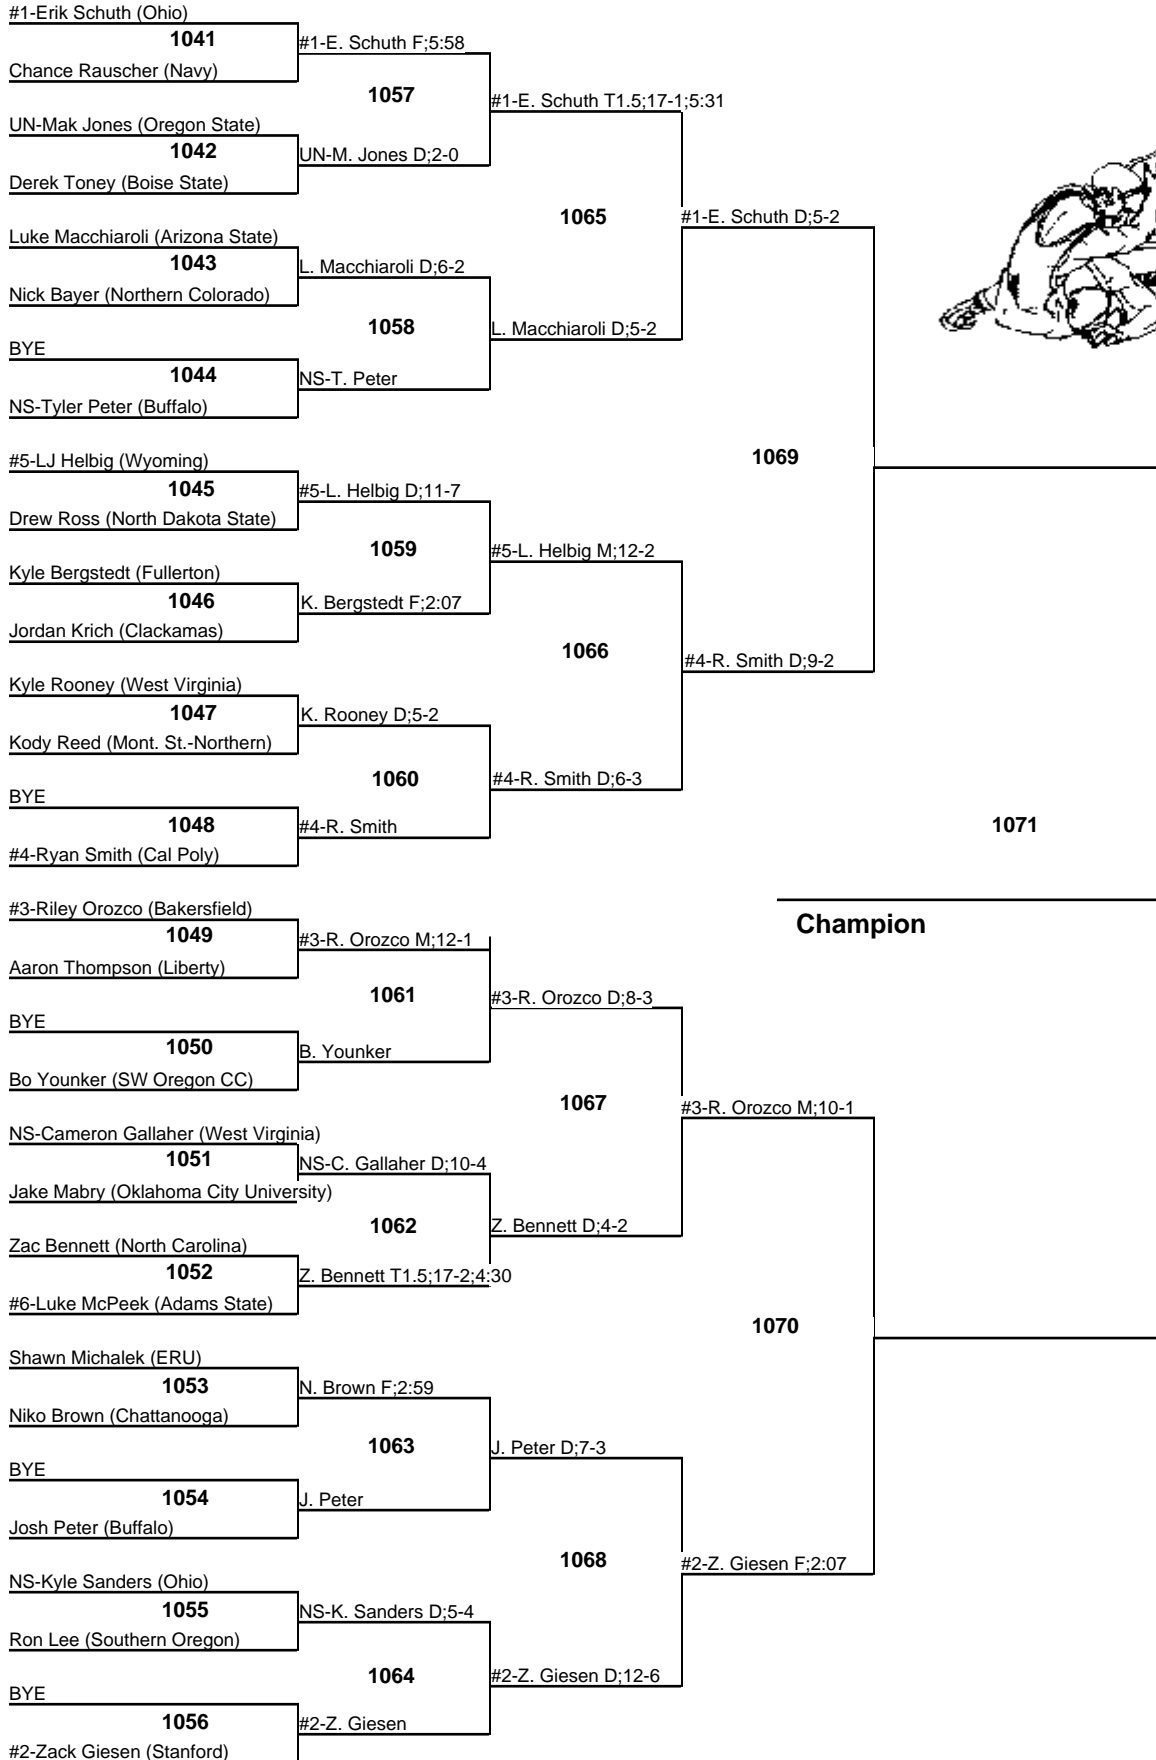 #1-Erik Schuth (Ohio)
1041
#1-E. Schuth F;5:58
Chance Rauscher (Navy)
1057
#1-E. Schuth T1.5;17-1;5:31
UN-Mak Jones (Oregon State)
1042
UN-M. Jones D;2-0
Derek Toney (Boise State)
1065
#1-E. Schuth D;5-2
Luke Macchiaroli (Arizona State)
1043
L. Macchiaroli D;6-2
Nick Bayer (Northern Colorado)
1058
L. Macchiaroli D;5-2
BYE
1044
NS-T. Peter
NS-Tyler Peter (Buffalo)
1069
#5-LJ Helbig (Wyoming)
1045
#5-L. Helbig D;11-7
Drew Ross (North Dakota State)
1059
#5-L. Helbig M;12-2
Kyle Bergstedt (Fullerton)
1046
K. Bergstedt F;2:07
Jordan Krich (Clackamas)
1066
#4-R. Smith D;9-2
Kyle Rooney (West Virginia)
1047
K. Rooney D;5-2
Kody Reed (Mont. St.-Northern)
1060
#4-R. Smith D;6-3
BYE
1048
#4-R. Smith
#4-Ryan Smith (Cal Poly)
1071
Champion
#3-Riley Orozco (Bakersfield)
1049
#3-R. Orozco M;12-1
Aaron Thompson (Liberty)
1061
#3-R. Orozco D;8-3
BYE
1050
B. Younker
Bo Younker (SW Oregon CC)
1067
#3-R. Orozco M;10-1
NS-Cameron Gallaher (West Virginia)
1051
NS-C. Gallaher D;10-4
Jake Mabry (Oklahoma City University)
1062
Z. Bennett D;4-2
Zac Bennett (North Carolina)
1052
Z. Bennett T1.5;17-2;4:30
#6-Luke McPeek (Adams State)
1070
Shawn Michalek (ERU)
1053
N. Brown F;2:59
Niko Brown (Chattanooga)
1063
J. Peter D;7-3
BYE
1054
J. Peter
Josh Peter (Buffalo)
1068
#2-Z. Giesen F;2:07
NS-Kyle Sanders (Ohio)
1055
NS-K. Sanders D;5-4
Ron Lee (Southern Oregon)
1064
#2-Z. Giesen D;12-6
BYE
1056
#2-Z. Giesen
#2-Zack Giesen (Stanford)